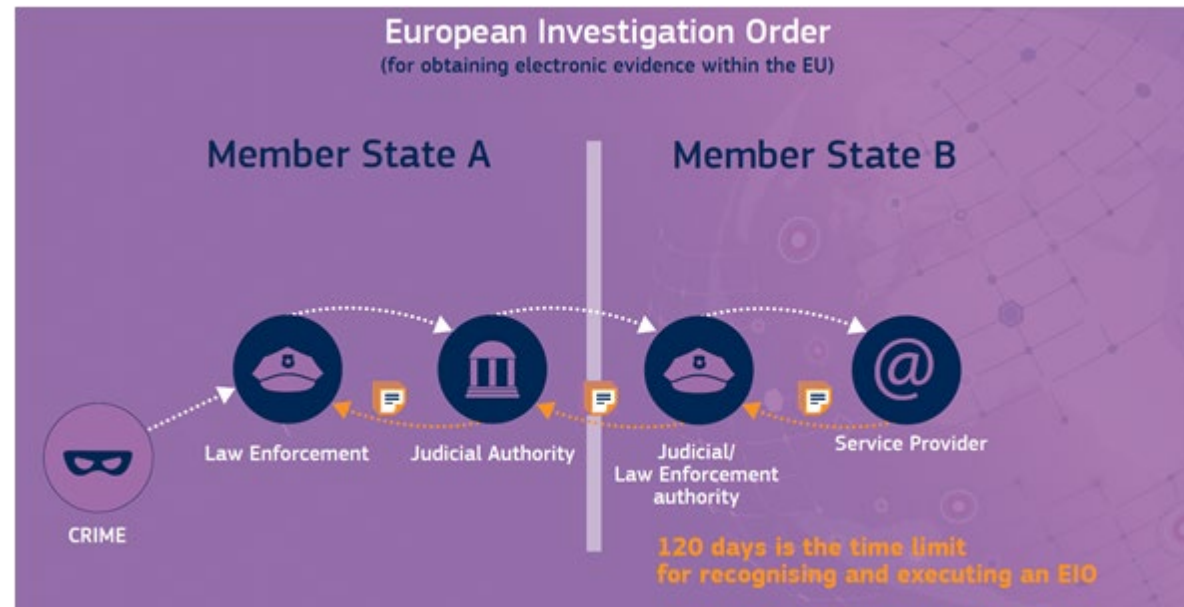 European Investigation Order
(for obtaining electronic evidence within the EU)
Member State A
Member State B
Law Enforcement
Judicial Authority
Judicial/
Law Enforcement
authority
Service Provider
CRIME
120 days is the time limit
for recognising and executing an EIO